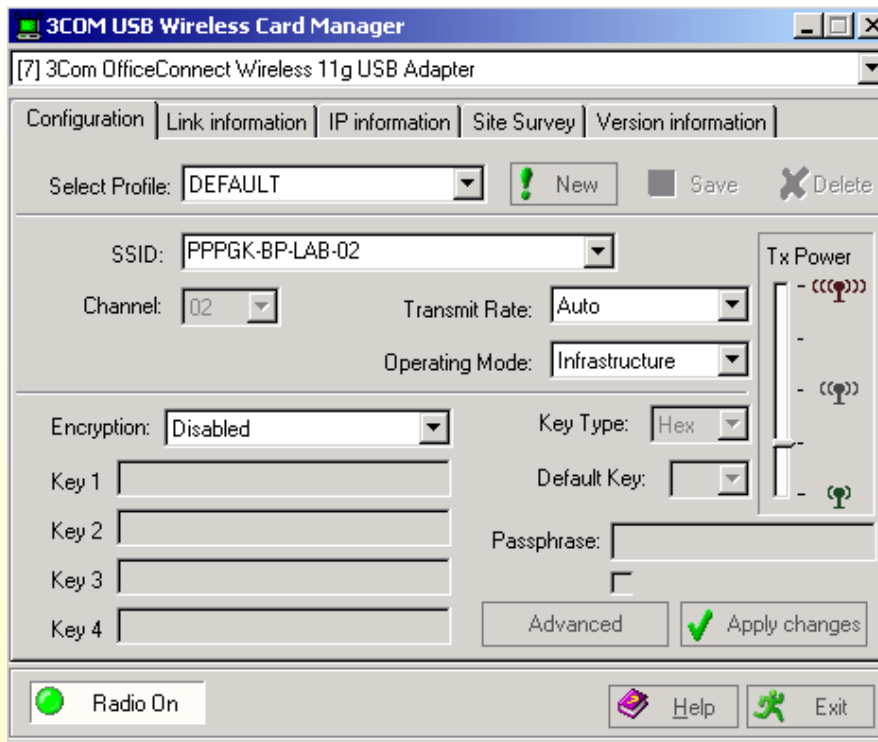 3COM USB Wireless Card Manager
[7] 3Com OfficeConnect Wireless 11g USB Adapter
Configuration Link information IP information Site Survey Version information
Select Profile: DEFAULT New Save Delete
SSID: PPPGK-BP-LAB-02 Tx Power
Channel: 02 Transmit Rate: Auto
Operating Mode: Infrastructure
Encryption: Disabled Key Type: Hex
Key 1 Default Key:
Key 2 Passphrase:
Key 3
Key 4 Advanced Apply changes
Radio On Help Exit